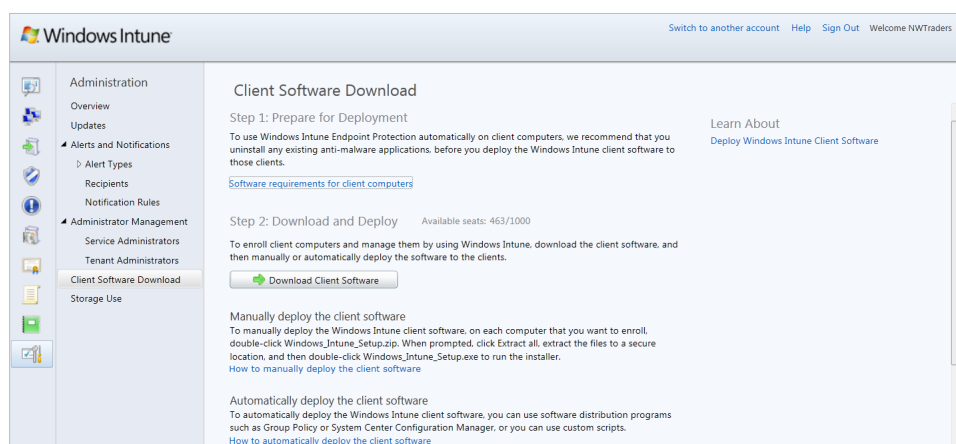 Windows Intune
Switch to another account Help Sign Out Welcome NWTraders
Administration
Overview
Updates
Alerts and Notifications
Alert Types
Recipients
Notification Rules
Administrator Management
Service Administrators
Tenant Administrators
Client Software Download
Storage Use
Client Software Download
Step 1: Prepare for Deployment
To use Windows Intune Endpoint Protection automatically on client computers, we recommend that you
uninstall any existing anti-malware applications, before you deploy the Windows Intune client software to
those clients.
Software requirements for client computers
Step 2: Download and Deploy Available seats: 463/1000
To enroll client computers and manage them by using Windows Intune, download the client software, and
then manually or automatically deploy the software to the clients.
Download Client Software
Manually deploy the client software
To manually deploy the Windows Intune client software, on each computer that you want to enroll,
double-click Windows_Intune_Setup.zip. When prompted, click Extract all, extract the files to a secure
location, and then double-click Windows_Intune_Setup.exe to run the installer.
How to manually deploy the client software
Automatically deploy the client software
To automatically deploy the Windows Intune client software, you can use software distribution programs
such as Group Policy or System Center Configuration Manager, or you can use custom scripts.
How to automatically deploy the client software
Learn About
Deploy Windows Intune Client Software